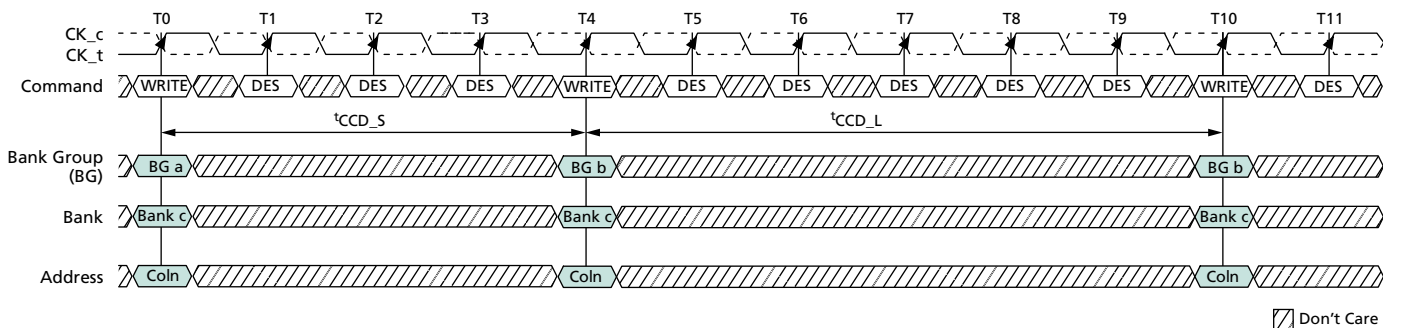 T0 T1 T2 T3 T4 T5 T6 T7 T8 T9 T10 T11
CK_c
CK_t
Command WRITE DES DES DES WRITE DES DES DES DES DES WRITE DES
tCCD_S tCCD_L
Bank Group
(BG) BG a BG b BG b
Bank Bank c Bank c Bank c
Address Coln Coln Coln
Don't Care